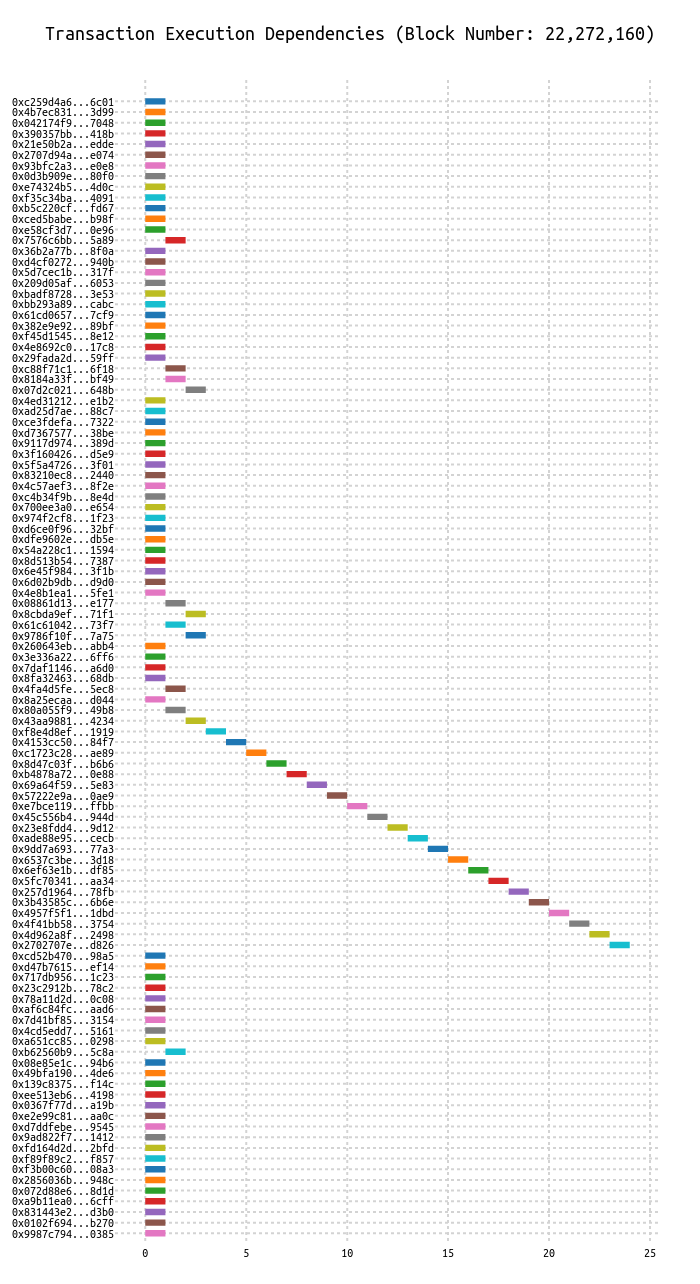 Transaction Execution Dependencies (Block Number: 22,272,160)
0xc259d4a6...6c01
0x4b7ec831...3d99
0x042174f9...7048
0x390357bb...418b
0x21e50b2a...edde
0x2707d94a...e074
0x93bfc2a3...e0e8
0x0d3b909e...80f0
0xe74324b5...4d0c
0xf35c34ba...4091
0xb5c220cf...fd67
0xced5babe...b98f
0xe58cf3d7...0e96
0x7576c6bb...5a89
0x36b2a77b...8f0a
0xd4cf0272...940b
0x5d7cec1b...317f
0x209d05af...6053
0xbadf8728...3e53
0xbb293a89...cabc
0x61cd0657...7cf9
0x382e9e92...89bf
0xf45d1545...8e12
0x4e8692c0...17c8
0x29fada2d...59ff
0xc88f71c1...6f18
0x8184a33f...bf49
0x07d2c021...648b
0x4ed31212...e1b2
0xad25d7ae...88c7
0xce3fdefa...7322
0xd7367577...38be
0x9117d974...389d
0x3f160426...d5e9
0x5f5a4726...3f01
0x83210ec8...2440
0x4c57aef3...8f2e
0xc4b34f9b...8e4d
0x700ee3a0...e654
0x974f2cf8...1f23
0xd6ce0f96...32bf
0xdfe9602e...db5e
0x54a228c1...1594
0x8d513b54...7387
0x6e45f984...3f1b
0x6d02b9db...d9d0
0x4e8b1ea1...5fe1
0x08861d13...e177
0x8cbda9ef...71f1
0x61c61042...73f7
0x9786f10f...7a75
0x260643eb...abb4
0x3e336a22...6ff6
0x7daf1146...a6d0
0x8fa32463...68db
0x4fa4d5fe...5ec8
0x8a25ecaa...d044
0x80a055f9...49b8
0x43aa9881...4234
0xf8e4d8ef...1919
0x4153cc50...84f7
0xc1723c28...ae89
0x8d47c03f...b6b6
0xb4878a72...0e88
0x69a64f59...5e83
0x57222e9a...0ae9
0xe7bce119...ffbb
0x45c556b4...944d
0x23e8fdd4...9d12
0xade88e95...cecb
0x9dd7a693...77a3
0x6537c3be...3d18
0x6ef63e1b...df85
0x5fc70341...aa34
0x257d1964...78fb
0x3b43585c...6b6e
0x4957f5f1...1dbd
0x4f41bb58...3754
0x4d962a8f...2498
0x2702707e...d826
0xcd52b470...98a5
0xd47b7615...ef14
0x717db956...1c23
0x23c2912b...78c2
0x78a11d2d...0c08
0xaf6c84fc...aad6
0x7d41bf85...3154
0x4cd5edd7...5161
0xa651cc85...0298
0xb62560b9...5c8a
0x08e85e1c...94b6
0x49bfa190...4de6
0x139c8375...f14c
0xee513eb6...4198
0x0367f77d...a19b
0xe2e99c81...aa0c
0xd7ddfebe...9545
0x9ad822f7...1412
0xfd164d2d...2bfd
0xf89f89c2...f857
0xf3b00c60...08a3
0x2856036b...948c
0x072d88e6...8d1d
0xa9b11ea0...6cff
0x831443e2...d3b0
0x0102f694...b270
0x9987c794...0385
0 5 10 15 20 25